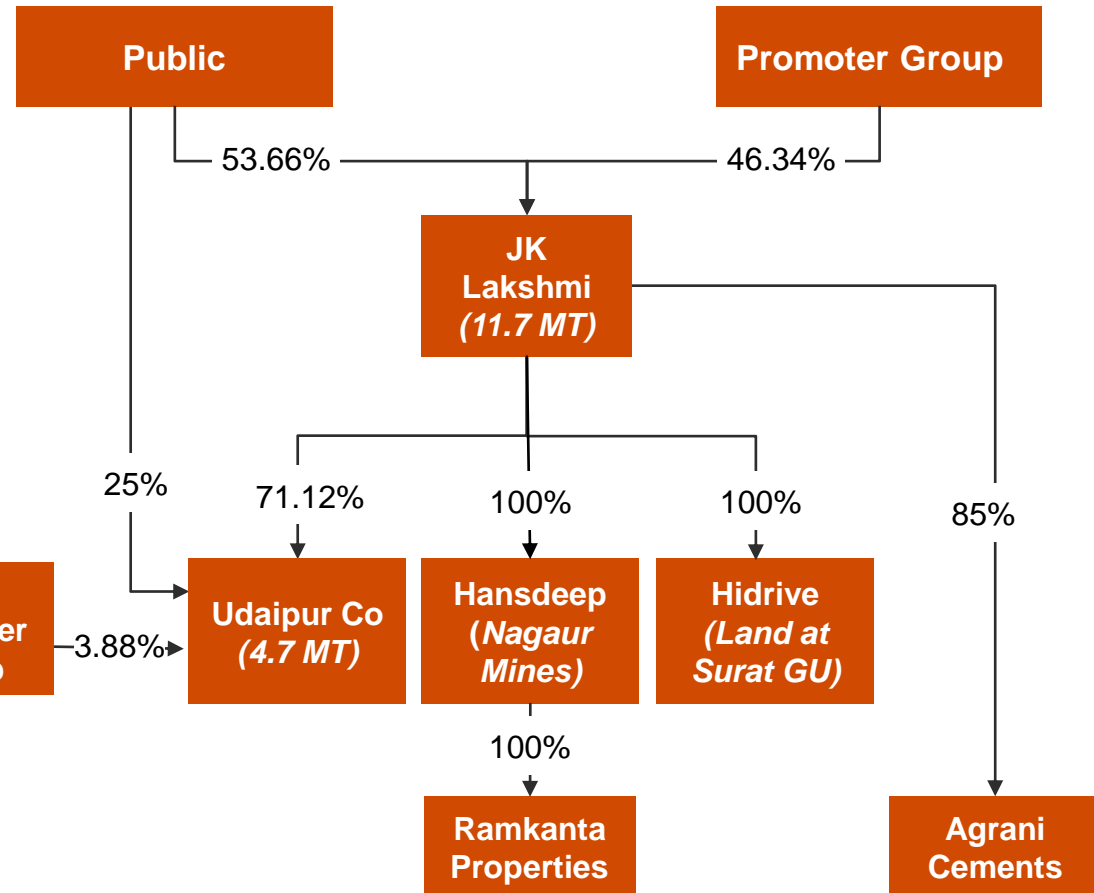 Public
Promoter Group
53.66%
46.34%
JK
Lakshmi
(11.7 MT)
25%
71.12%
100%
100%
85%
Udaipur Co
(4.7 MT)
Hansdeep
(Nagaur
Mines)
Hidrive
(Land at
Surat GU)
3.88%
100%
Ramkanta
Properties
Agrani
Cements